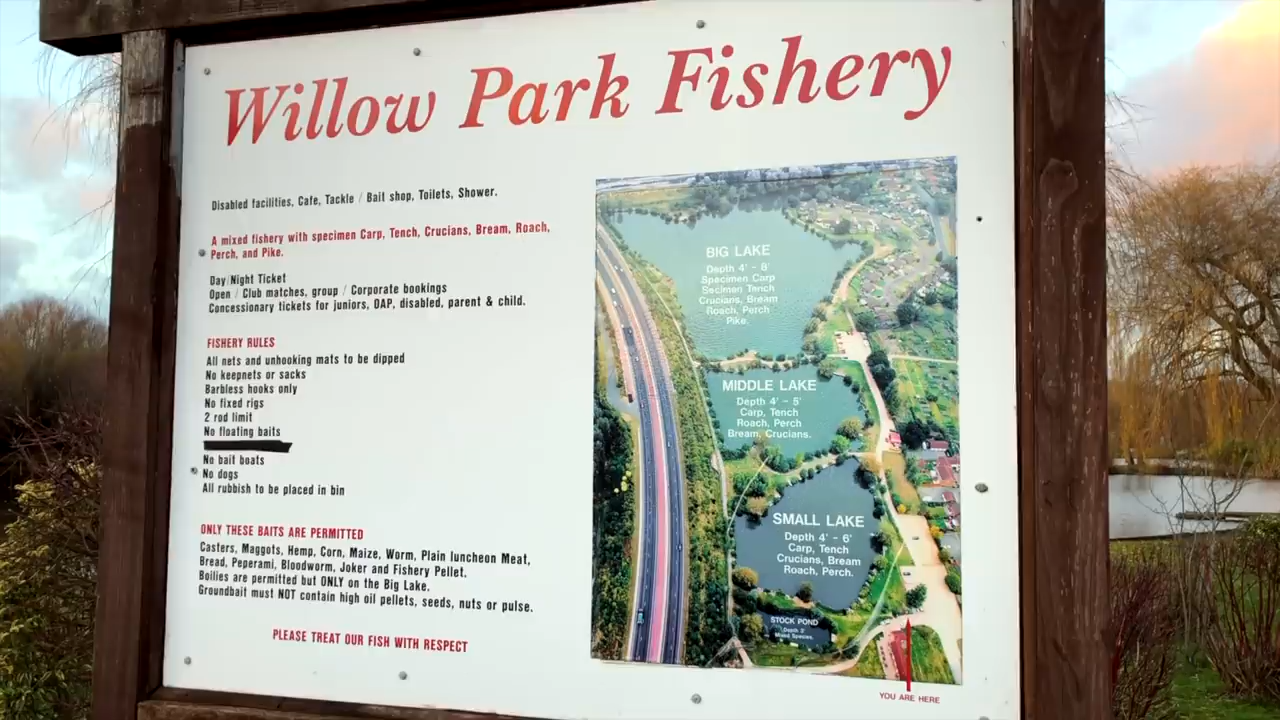 Willow Park Fishery
Disabled facilities, Cafe, Tackle / Bait shop, Toilets, Shower.
A mixed fishery with specimen Carp, Tench, Crucians, Bream, Roach,
Perch, and Pike.
Day/Night Ticket
Open / Club matches, group / Corporate bookings
Concessionary tickets for juniors, OAP, disabled, parent & child.
FISHERY RULES
All nets and unhooking mats to be dipped
No keepnets or sacks
Barbless hooks only
No fixed rigs
2 rod limit
No floating baits
No bait boats
No dogs
All rubbish to be placed in bin
ONLY THESE BAITS ARE PERMITTED
Casters, Maggots, Hemp, Corn, Maize, Worm, Plain luncheon Meat,
Bread, Peperami, Bloodworm, Joker and Fishery Pellet.
Boilies are permitted but ONLY on the Big Lake.
Groundbait must NOT contain high oil pellets, seeds, nuts or pulse.
PLEASE TREAT OUR FISH WITH RESPECT
BIG LAKE
Depth 4' - 8'
Specimen Carp
Secimen Tench
Crucians, Bream
Roach, Perch
Pike.
MIDDLE LAKE
Depth 4' - 5'
Carp, Tench
Roach, Perch
Bream, Crucians.
SMALL LAKE
Depth 4' - 6'
Carp, Tench
Crucians, Bream
Roach, Perch.
STOCK POND
Depth 2'
Mixed Species.
YOU ARE HERE